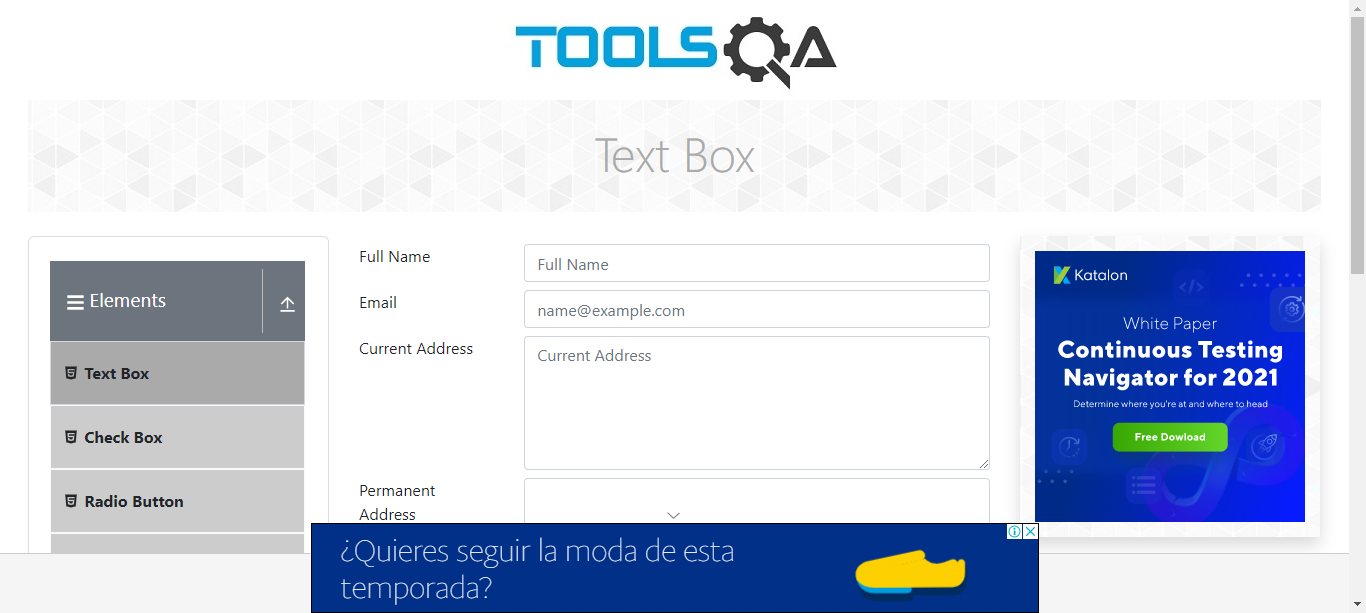 TOOLSQA
Text Box
Elements
Text Box
Check Box
Radio Button
Full Name
Full Name
Email
name@example.com
Current Address
Current Address
Permanent
Address
Katalon
White Paper
Continuous Testing
Navigator for 2021
Determine where you're at and where to head
Free Dowload
¿Quieres seguir la moda de esta
temporada?